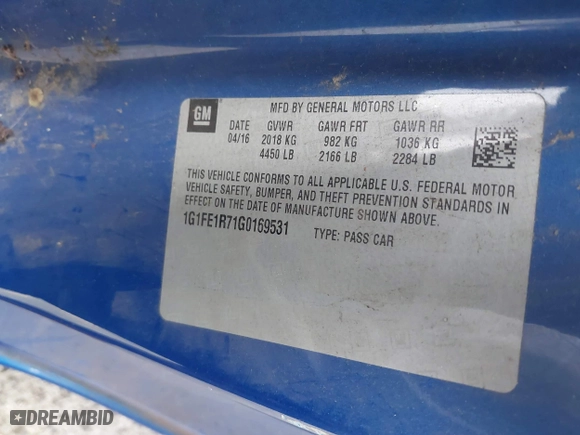 GM
MFD BY GENERAL MOTORS LLC
DATE GVWR GAWR FRT GAWR RR
04/16 2018 KG 982 KG 1036 KG
4450 LB 2166 LB 2284 LB
THIS VEHICLE CONFORMS TO ALL APPLICABLE U.S. FEDERAL MOTOR
VEHICLE SAFETY, BUMPER, AND THEFT PREVENTION STANDARDS IN
EFFECT ON THE DATE OF MANUFACTURE SHOWN ABOVE.
1G1FE1R71G0169531 TYPE: PASS CAR
DREAMBID